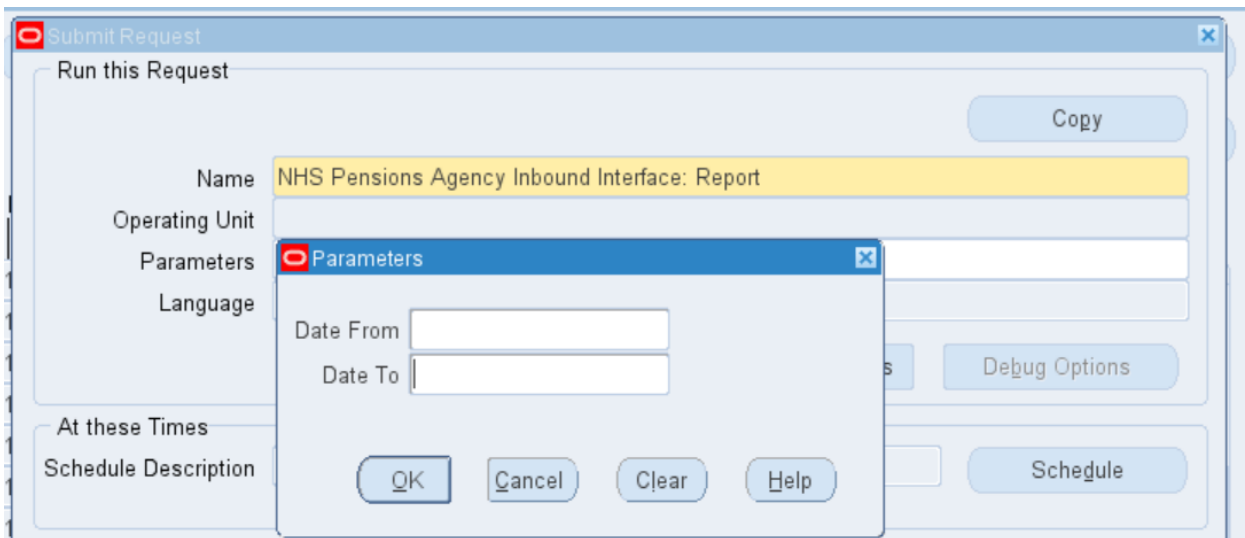 Submit Request
Run this Request
Copy
Name NHS Pensions Agency Inbound Interface: Report
Operating Unit
Parameters
Language
Parameters
Date From
Date To
OK Cancel Clear Help
s Debug Options
At these Times
Schedule Description Schedule